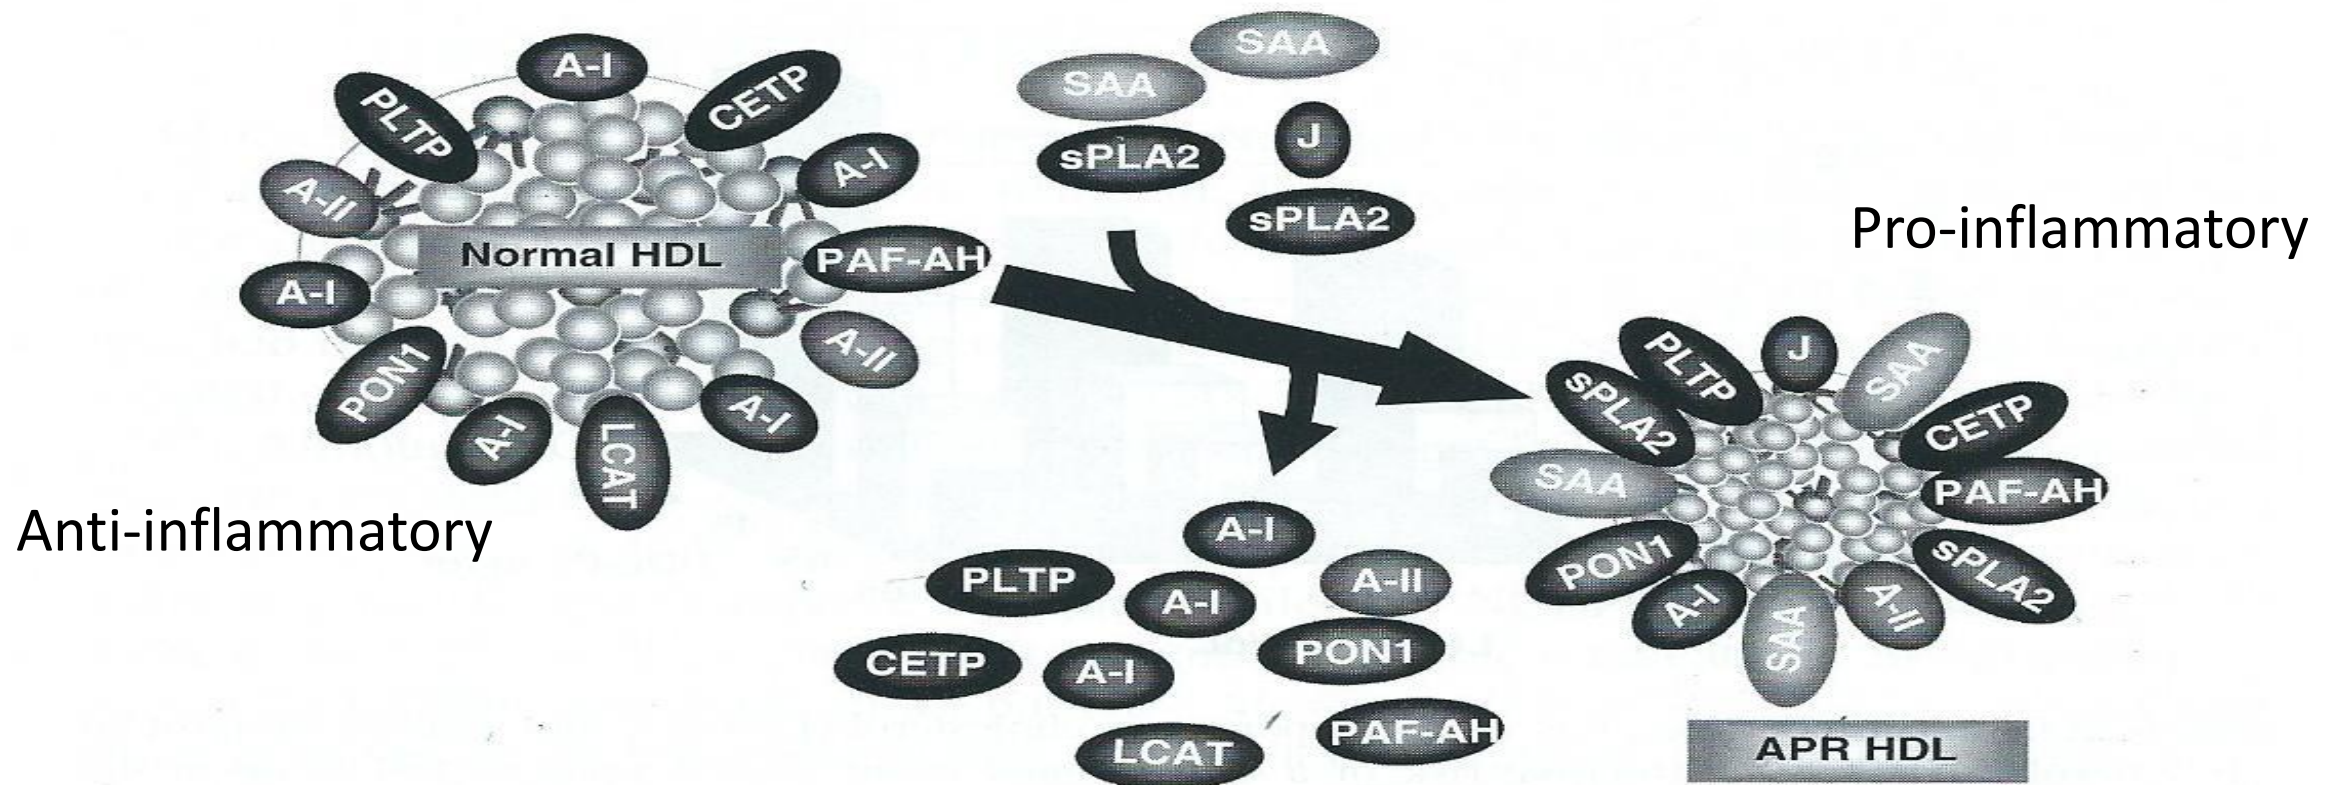 A-I
PLTP
CETP
A-II
A-I
Normal HDL
PAF-AH
A-I
A-II
PON1
A-I
LCAT
A-I
Anti-inflammatory
SAA
SAA
J
sPLA2
sPLA2
A-I
PLTP
A-I
A-II
CETP
A-I
PON1
LCAT
PAF-AH
Pro-inflammatory
J
PLTP
SAA
sPLA2
CETP
SAA
PAF-AH
PON1
sPLA2
A-I
A-II
SAA
APR HDL